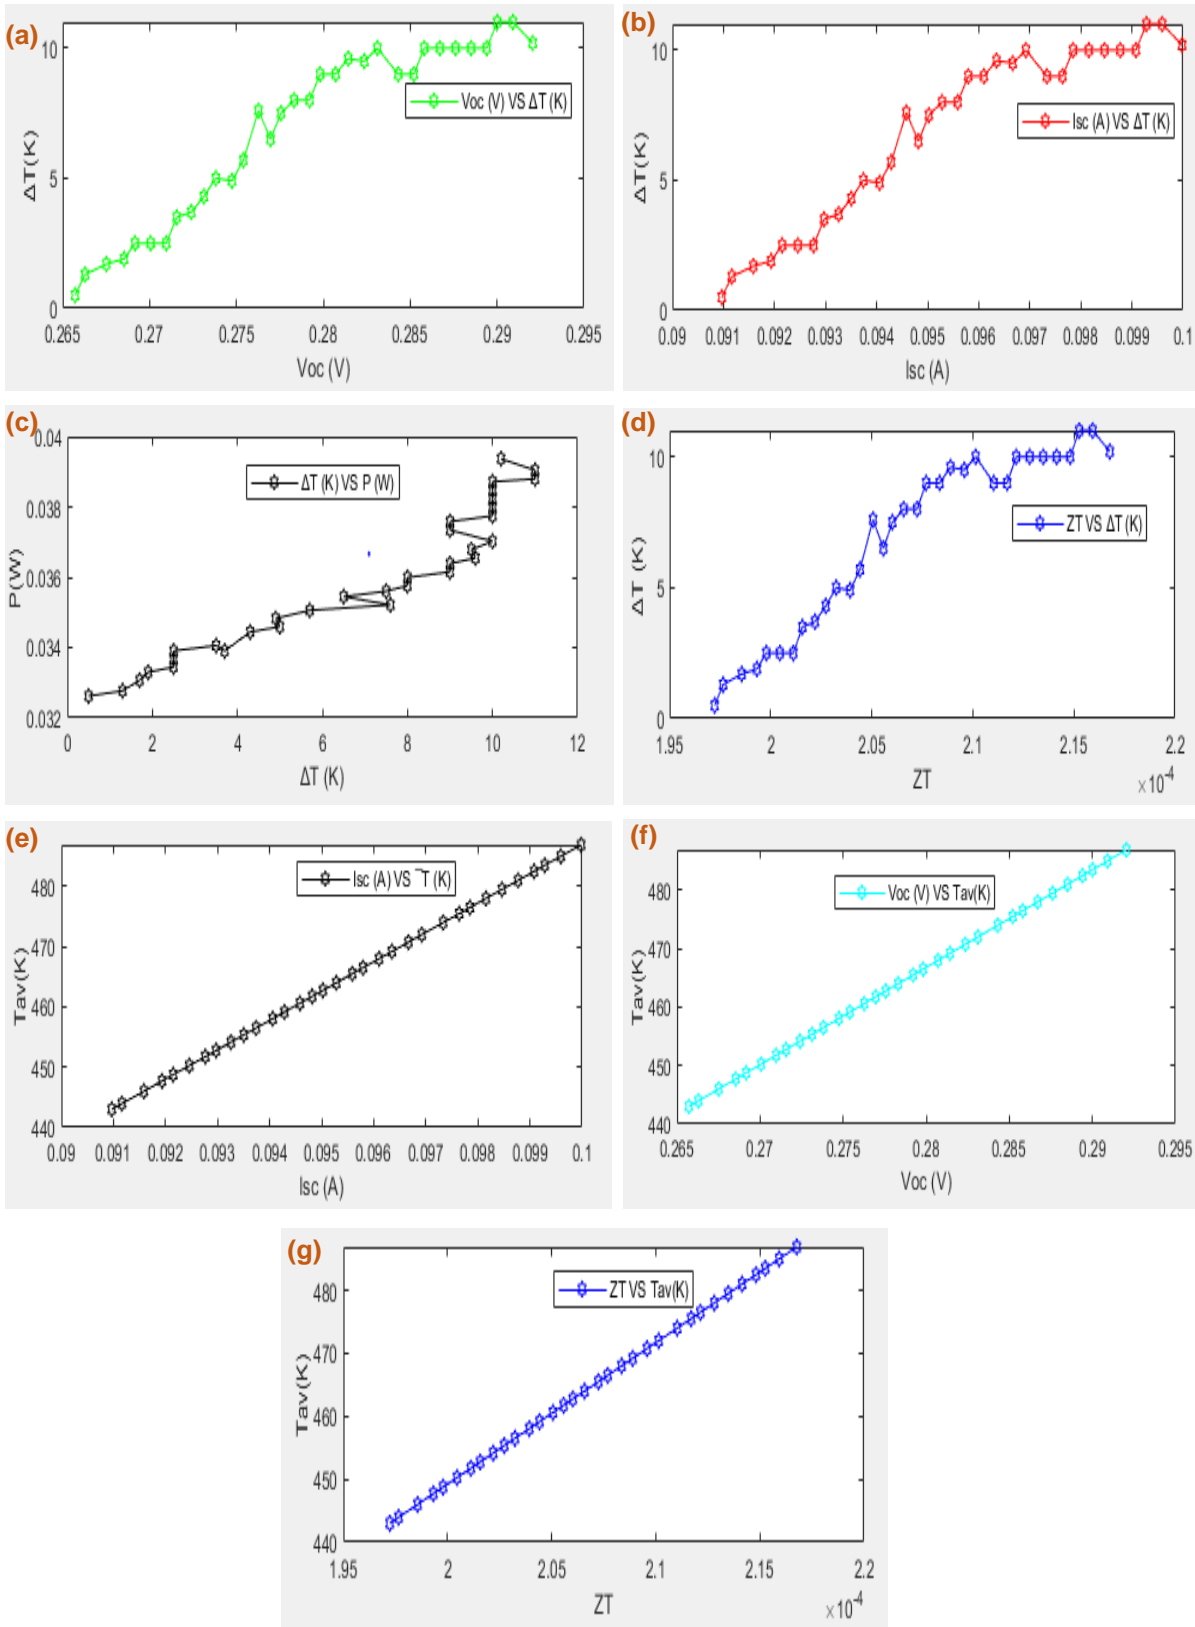 (a)
Voc (V) VS ΔT (K)
10
5
0
ΔT(K)
0.265 0.27 0.275 0.28 0.285 0.29 0.295
Voc (V)
(b)
Isc (A) VS ΔT (K)
10
5
0
ΔT(K)
0.09 0.091 0.092 0.093 0.094 0.095 0.096 0.097 0.098 0.099 0.1
Isc (A)
(c)
ΔT (K) VS P (W)
0.04
0.038
0.036
0.034
0.032
P(W)
0 2 4 6 8 10 12
ΔT (K)
(d)
ZT VS ΔT (K)
10
5
0
ΔT (K)
1.95 2 2.05 2.1 2.15 2.2
ZT
×10-4
(e)
Isc (A) VS ¯T (K)
480
470
460
450
440
Tav(K)
0.09 0.091 0.092 0.093 0.094 0.095 0.096 0.097 0.098 0.099 0.1
Isc (A)
(f)
Voc (V) VS Tav(K)
480
470
460
450
440
Tav(K)
0.265 0.27 0.275 0.28 0.285 0.29 0.295
Voc (V)
(g)
ZT VS Tav(K)
480
470
460
450
440
Tav(K)
1.95 2 2.05 2.1 2.15 2.2
ZT
×10-4